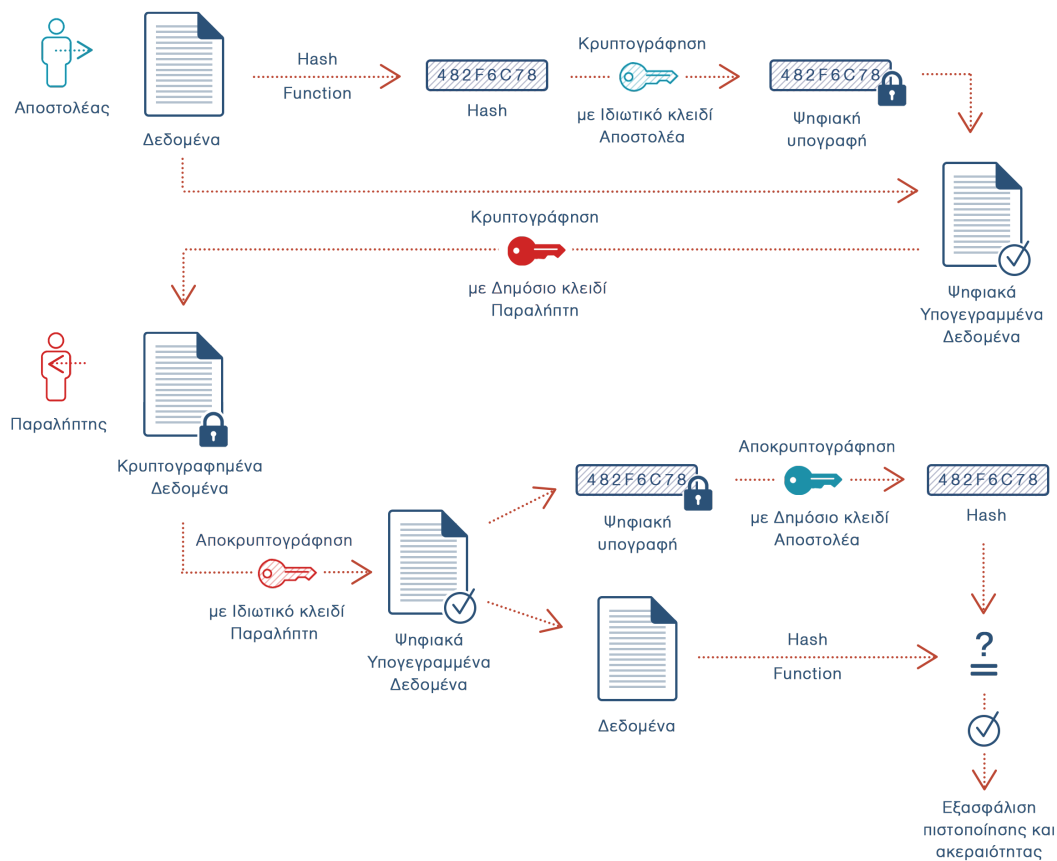 Αποστολέας
Δεδομένα
Hash
Function
482F6C78
Hash
Κρυπτογράφηση
με Ιδιωτικό κλειδί
Αποστολέα
482F6C78
Ψηφιακή
υπογραφή
Κρυπτογράφηση
με Δημόσιο κλειδί
Παραλήπτη
Ψηφιακά
Υπογεγραμμένα
Δεδομένα
Παραλήπτης
Κρυπτογραφημένα
Δεδομένα
Αποκρυπτογράφηση
με Ιδιωτικό κλειδί
Παραλήπτη
Ψηφιακά
Υπογεγραμμένα
Δεδομένα
482F6C78
Ψηφιακή
υπογραφή
Αποκρυπτογράφηση
με Δημόσιο κλειδί
Αποστολέα
482F6C78
Hash
Δεδομένα
Hash
Function
?
=
Εξασφάλιση
πιστοποίησης και
ακεραιότητας